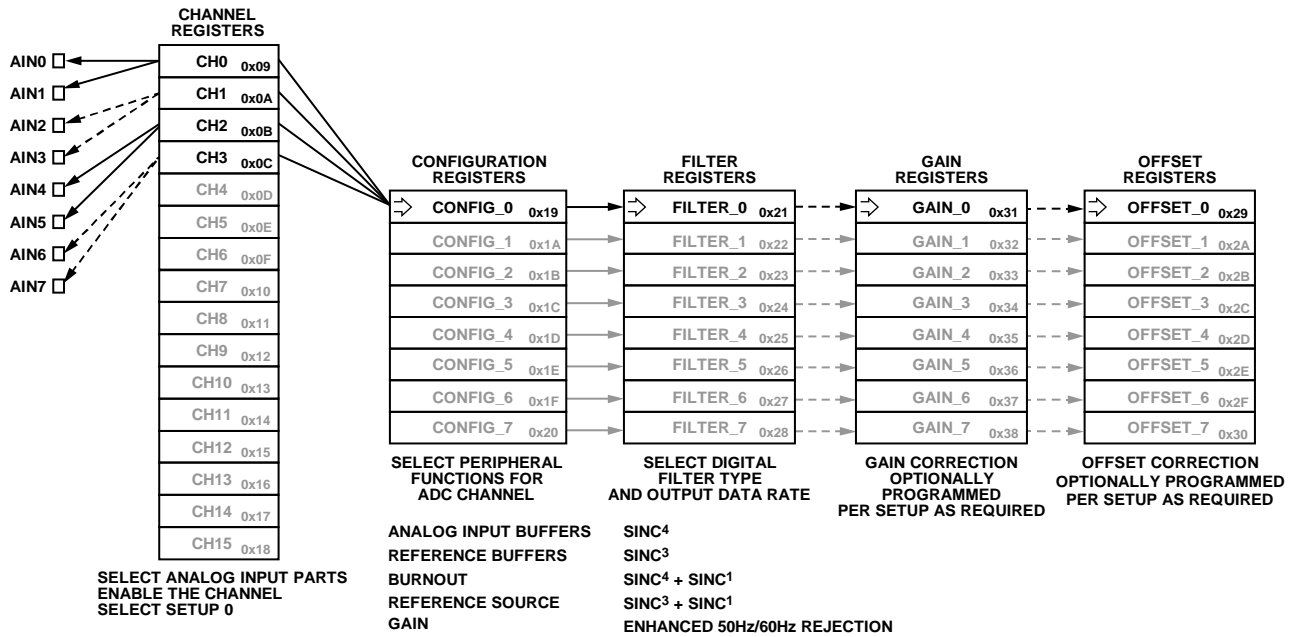 CHANNEL
REGISTERS
AIN0
AIN1
AIN2
AIN3
AIN4
AIN5
AIN6
AIN7
CH0 0x09
CH1 0x0A
CH2 0x0B
CH3 0x0C
CH4 0x0D
CH5 0x0E
CH6 0x0F
CH7 0x10
CH8 0x11
CH9 0x12
CH10 0x13
CH11 0x14
CH12 0x15
CH13 0x16
CH14 0x17
CH15 0x18
SELECT ANALOG INPUT PARTS
ENABLE THE CHANNEL
SELECT SETUP 0
CONFIGURATION
REGISTERS
CONFIG_0 0x19
CONFIG_1 0x1A
CONFIG_2 0x1B
CONFIG_3 0x1C
CONFIG_4 0x1D
CONFIG_5 0x1E
CONFIG_6 0x1F
CONFIG_7 0x20
SELECT PERIPHERAL
FUNCTIONS FOR
ADC CHANNEL
ANALOG INPUT BUFFERS
REFERENCE BUFFERS
BURNOUT
REFERENCE SOURCE
GAIN
FILTER
REGISTERS
FILTER_0 0x21
FILTER_1 0x22
FILTER_2 0x23
FILTER_3 0x24
FILTER_4 0x25
FILTER_5 0x26
FILTER_6 0x27
FILTER_7 0x28
SELECT DIGITAL
FILTER TYPE
AND OUTPUT DATA RATE
SINC4
SINC3
SINC4 + SINC1
SINC3 + SINC1
ENHANCED 50Hz/60Hz REJECTION
GAIN
REGISTERS
GAIN_0 0x31
GAIN_1 0x32
GAIN_2 0x33
GAIN_3 0x34
GAIN_4 0x35
GAIN_5 0x36
GAIN_6 0x37
GAIN_7 0x38
GAIN CORRECTION
OPTIONALLY
PROGRAMMED
PER SETUP AS REQUIRED
OFFSET
REGISTERS
OFFSET_0 0x29
OFFSET_1 0x2A
OFFSET_2 0x2B
OFFSET_3 0x2C
OFFSET_4 0x2D
OFFSET_5 0x2E
OFFSET_6 0x2F
OFFSET_7 0x30
OFFSET CORRECTION
OPTIONALLY PROGRAMMED
PER SETUP AS REQUIRED